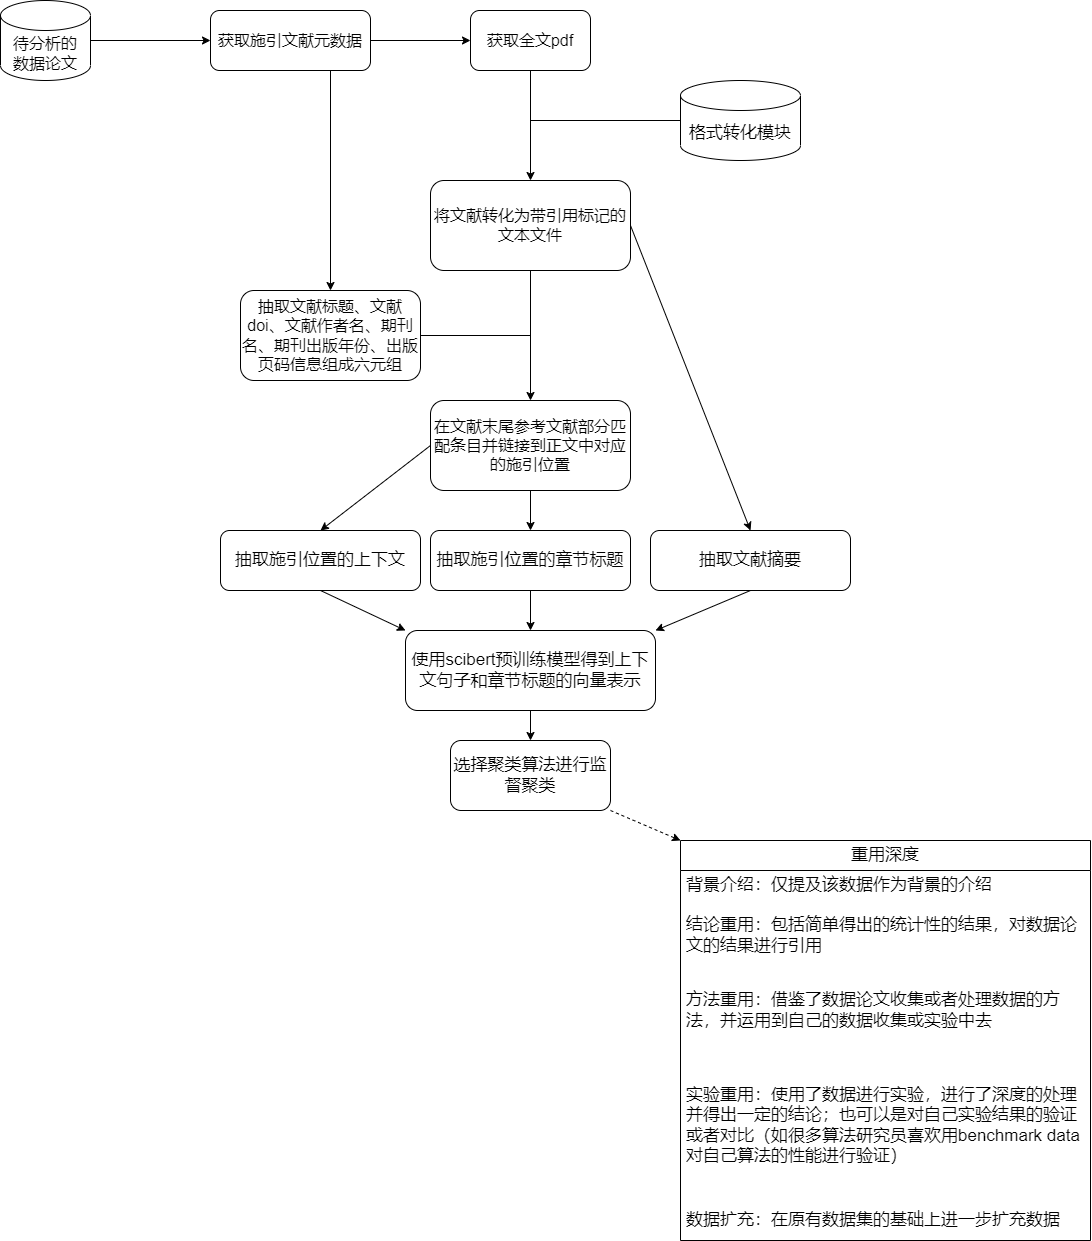 待分析的
数据论文
获取施引文献元数据
获取全文pdf
格式转化模块
将文献转化为带引用标记的
文本文件
抽取文献标题、文献
doi、文献作者名、期刊
名、期刊出版年份、出版
页码信息组成六元组
在文献末尾参考文献部分匹
配条目并链接到正文中对应
的施引位置
抽取施引位置的上下文
抽取施引位置的章节标题
抽取文献摘要
使用scibert预训练模型得到上下
文句子和章节标题的向量表示
选择聚类算法进行监
督聚类
重用深度
背景介绍：仅提及该数据作为背景的介绍
结论重用：包括简单得出的统计性的结果，对数据论
文的结果进行引用
方法重用：借鉴了数据论文收集或者处理数据的方
法，并运用到自己的数据收集或实验中去
实验重用：使用了数据进行实验，进行了深度的处理
并得出一定的结论；也可以是对自己实验结果的验证
或者对比（如很多算法研究员喜欢用benchmark data
对自己算法的性能进行验证）
数据扩充：在原有数据集的基础上进一步扩充数据